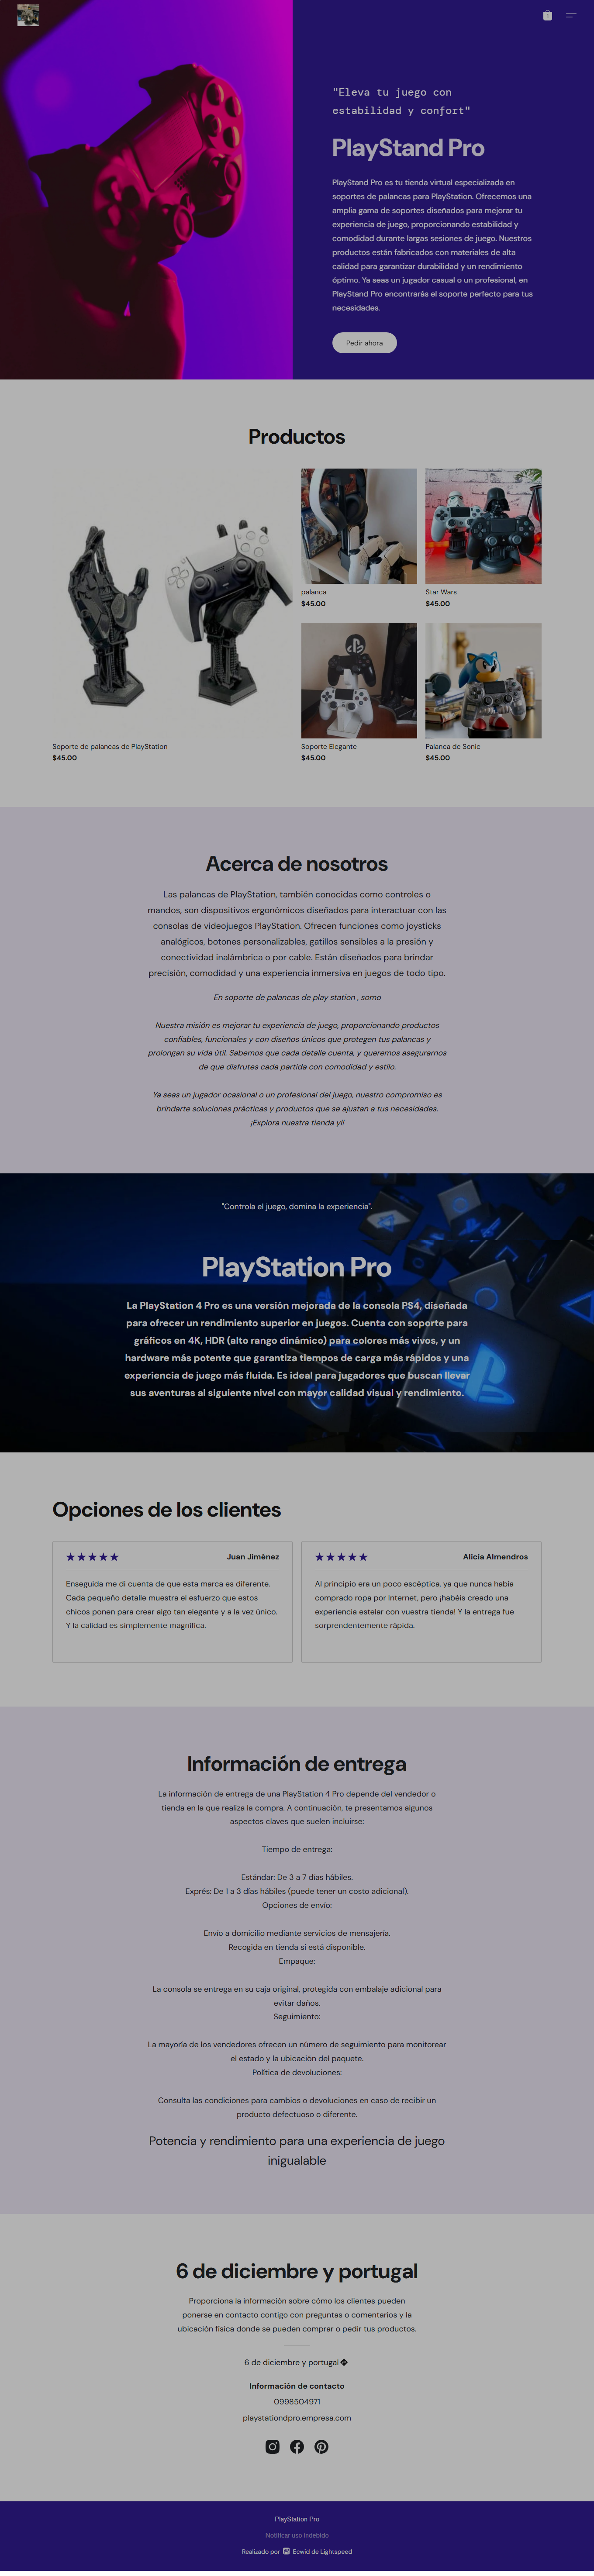 1
"Eleva tu juego con
estabilidad y confort"
PlayStand Pro
PlayStand Pro es tu tienda virtual especializada en
soportes de palancas para PlayStation. Ofrecemos una
amplia gama de soportes diseñados para mejorar tu
experiencia de juego, proporcionando estabilidad y
comodidad durante largas sesiones de juego. Nuestros
productos están fabricados con materiales de alta
calidad para garantizar durabilidad y un rendimiento
óptimo. Ya seas un jugador casual o un profesional, en
PlayStand Pro encontrarás el soporte perfecto para tus
necesidades.
Pedir ahora
Productos
palanca
$45.00
Star Wars
$45.00
Soporte de palancas de PlayStation
$45.00
Soporte Elegante
$45.00
Palanca de Sonic
$45.00
Acerca de nosotros
Las palancas de PlayStation, también conocidas como controles o
mandos, son dispositivos ergonómicos diseñados para interactuar con las
consolas de videojuegos PlayStation. Ofrecen funciones como joysticks
analógicos, botones personalizables, gatillos sensibles a la presión y
conectividad inalámbrica o por cable. Están diseñados para brindar
precisión, comodidad y una experiencia inmersiva en juegos de todo tipo.
En soporte de palancas de play station , somo
Nuestra misión es mejorar tu experiencia de juego, proporcionando productos
confiables, funcionales y con diseños únicos que protegen tus palancas y
prolongan su vida útil. Sabemos que cada detalle cuenta, y queremos asegurarnos
de que disfrutes cada partida con comodidad y estilo.
Ya seas un jugador ocasional o un profesional del juego, nuestro compromiso es
brindarte soluciones prácticas y productos que se ajustan a tus necesidades.
¡Explora nuestra tienda y!!
"Controla el juego, domina la experiencia".
PlayStation Pro
La PlayStation 4 Pro es una versión mejorada de la consola PS4, diseñada
para ofrecer un rendimiento superior en juegos. Cuenta con soporte para
gráficos en 4K, HDR (alto rango dinámico) para colores más vivos, y un
hardware más potente que garantiza tiempos de carga más rápidos y una
experiencia de juego más fluida. Es ideal para jugadores que buscan llevar
sus aventuras al siguiente nivel con mayor calidad visual y rendimiento.
Opciones de los clientes
Juan Jiménez
Enseguida me di cuenta de que esta marca es diferente.
Cada pequeño detalle muestra el esfuerzo que estos
chicos ponen para crear algo tan elegante y a la vez único.
Y la calidad es simplemente magnífica.
Alicia Almendros
Al principio era un poco escéptica, ya que nunca había
comprado ropa por Internet, pero ¡habéis creado una
experiencia estelar con vuestra tienda! Y la entrega fue
sorprendentemente rápida.
Información de entrega
La información de entrega de una PlayStation 4 Pro depende del vendedor o
tienda en la que realiza la compra. A continuación, te presentamos algunos
aspectos claves que suelen incluirse:
Tiempo de entrega:
Estándar: De 3 a 7 días hábiles.
Exprés: De 1 a 3 días hábiles (puede tener un costo adicional).
Opciones de envío:
Envío a domicilio mediante servicios de mensajería.
Recogida en tienda si está disponible.
Empaque:
La consola se entrega en su caja original, protegida con embalaje adicional para
evitar daños.
Seguimiento:
La mayoría de los vendedores ofrecen un número de seguimiento para monitorear
el estado y la ubicación del paquete.
Política de devoluciones:
Consulta las condiciones para cambios o devoluciones en caso de recibir un
producto defectuoso o diferente.
Potencia y rendimiento para una experiencia de juego
inigualable
6 de diciembre y portugal
Proporciona la información sobre cómo los clientes pueden
ponerse en contacto contigo con preguntas o comentarios y la
ubicación física donde se pueden comprar o pedir tus productos.
6 de diciembre y portugal
Información de contacto
0998504971
playstationdpro.empresa.com
PlayStation Pro
Notificar uso indebido
Realizado por Ecwid de Lightspeed